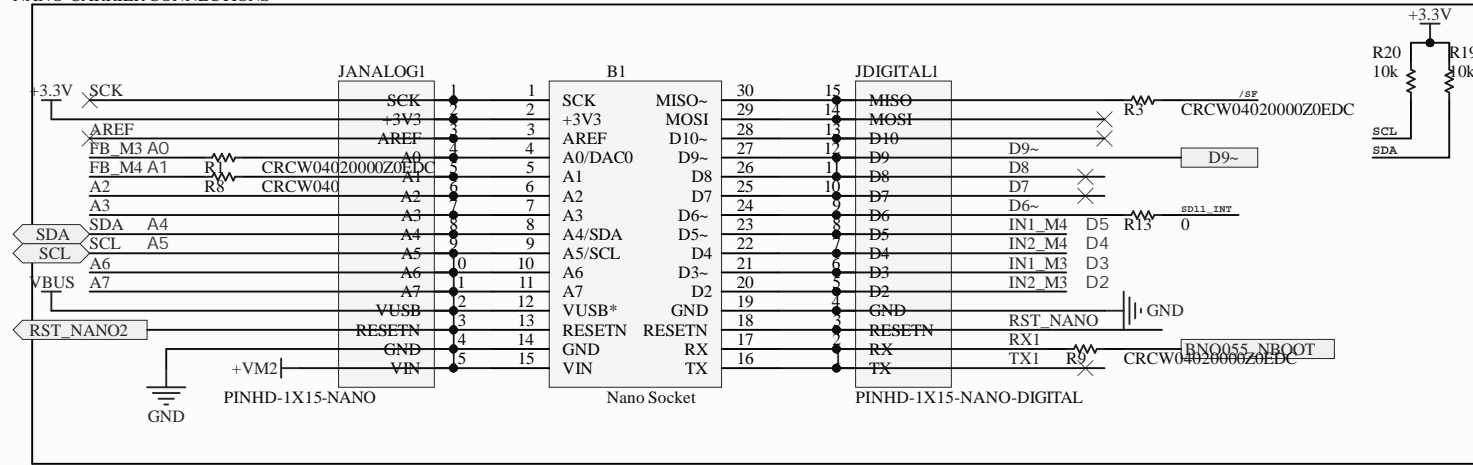 +3.3V
R20
R19
10k
10k
SCL
SDA
JANALOG1
B1
JDIGITAL1
+3.3V
SCK
SCK
1
1
SCK
MISO~
30
15
MISO
R3
/SF
CRCW04020000Z0EDC
+3V3
2
2
+3V3
MOSI
29
14
MOSI
AREF
AREF
3
3
AREF
D10~
28
13
D10
FB_M3 A0
R1
CRCW04020000Z0EDC
A0
4
4
A0/DAC0
D9~
27
12
D9
D9~
D9~
FB_M4 A1
R8
CRCW040
A1
5
5
A1
D8
26
D8
D8
A2
A2
6
6
A2
D7
25
10
D7
D7
A3
A3
7
7
A3
D6~
24
9
D6
D6~
R13
SD11_INT
0
SDA
SDA A4
A4
8
8
A4/SDA
D5~
23
8
D5
IN1_M4 D5
SCL
SCL A5
A5
9
9
A5/SCL
D4
22
7
D4
IN2_M4 D4
A6
A6
10
10
A6
D3~
21
6
D3
IN1_M3 D3
VBUS
A7
A7
11
A7
D2
20
5
D2
IN2_M3 D2
VUSB
2
12
VUSB*
GND
19
4
GND
GND
RST_NANO2
RESETN
3
13
RESETN
RESETN
18
3
RESETN
RST_NANO
GND
4
14
GND
RX
17
2
RX
RX1
R9
CRCW04020000Z0EDC
BNO055_NBOOT
+VM2
VIN
5
15
VIN
TX
16
1
TX
TX1
GND
PINHD-1X15-NANO
Nano Socket
PINHD-1X15-NANO-DIGITAL